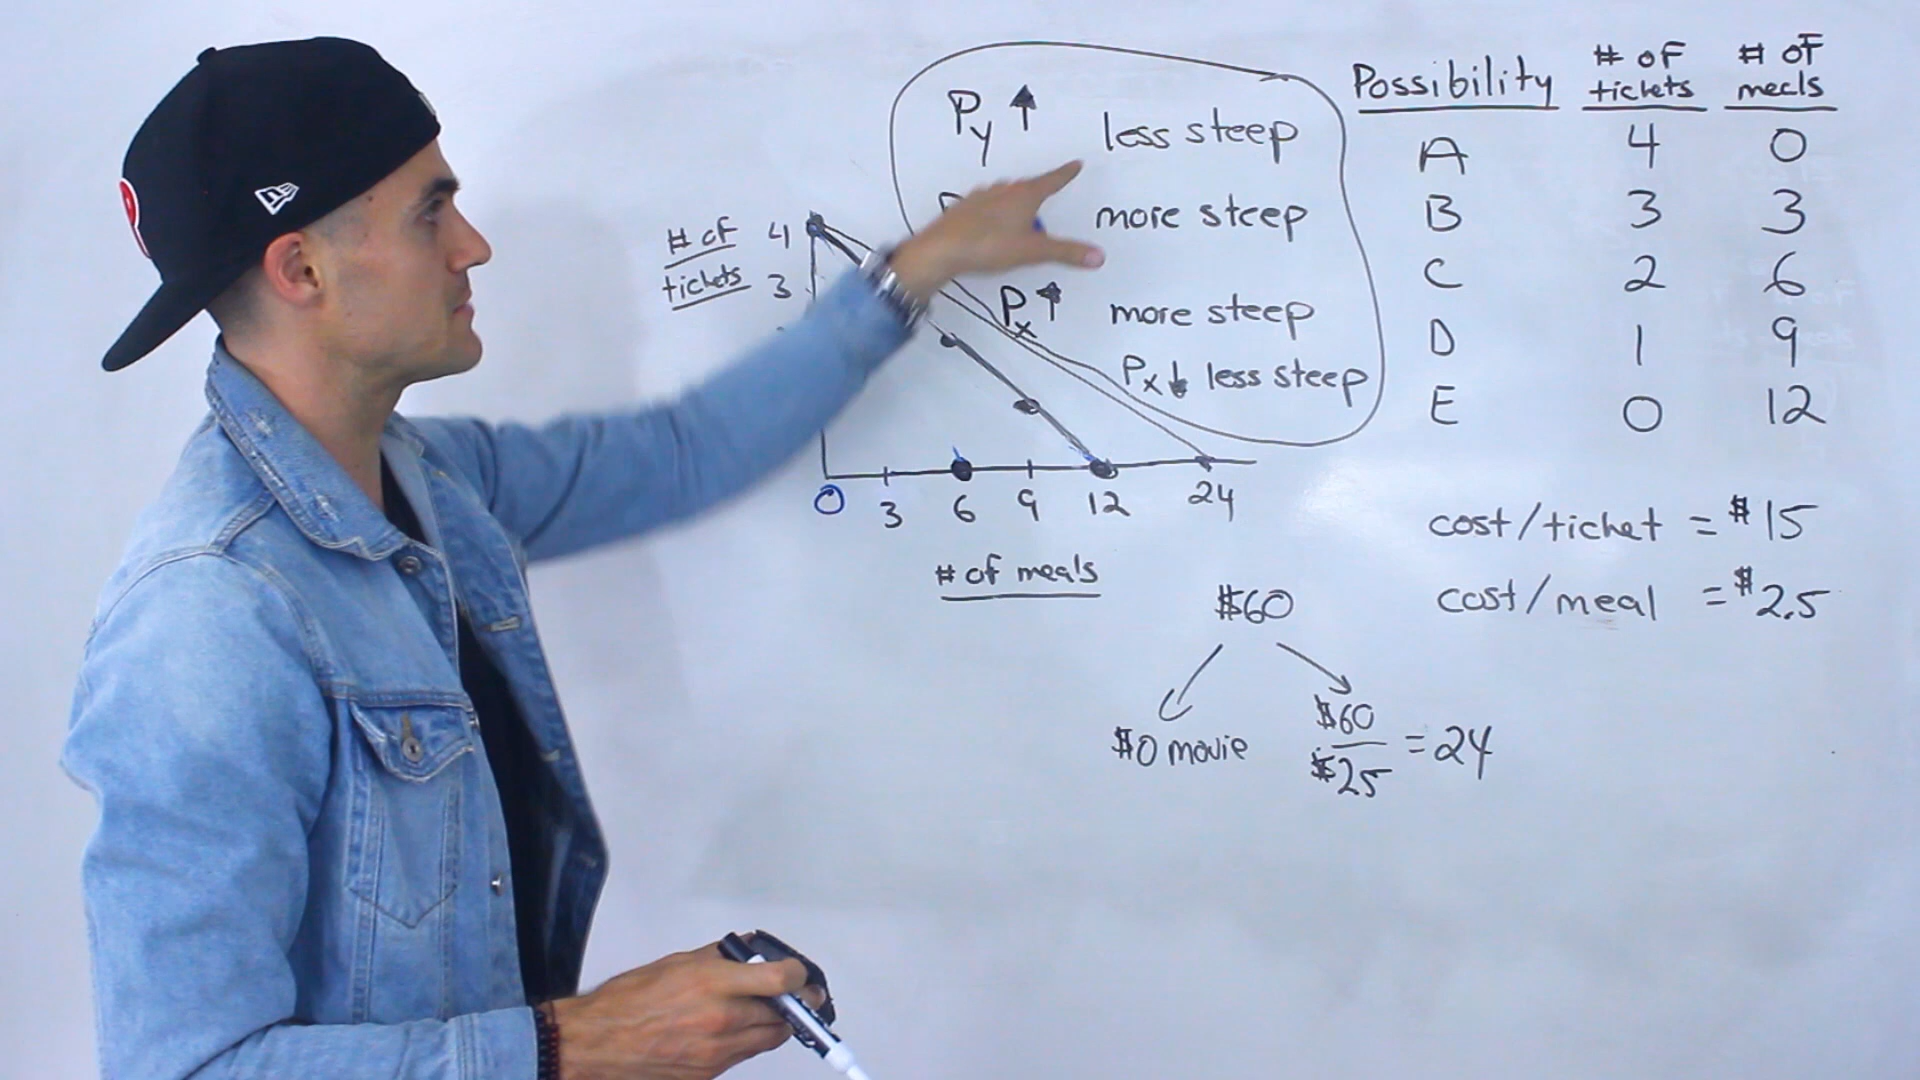 Py ↑ less steep
P more steep
Px ↑ more steep
Px ↓ less steep
# of
tickets
4
3
0 3 6 9 12 24
# of meals
Possibility # of tickets # of meals
A 4 0
B 3 3
C 2 6
D 1 9
E 0 12
cost/ticket = $15
cost/meal = $2.5
$60
$0 movie $60 / $2.5 = 24